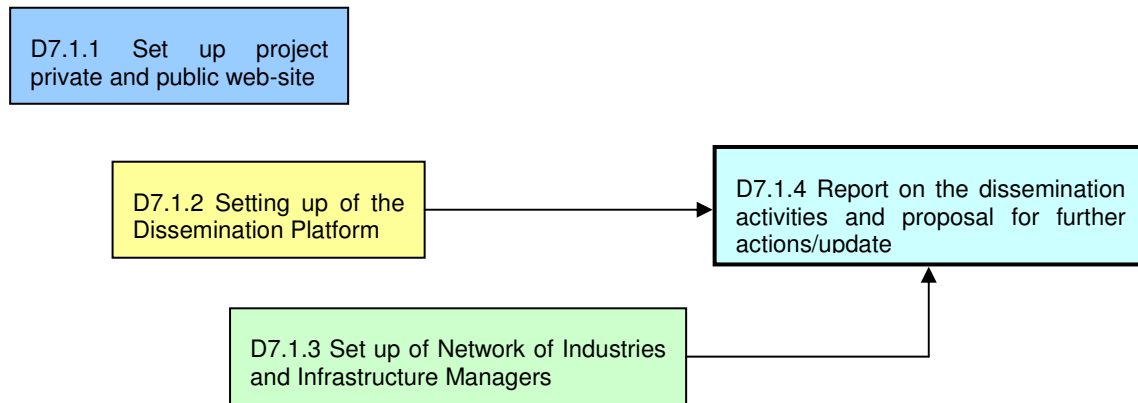 D7.1.1 Set up project
private and public web-site
D7.1.2 Setting up of the
Dissemination Platform
D7.1.4 Report on the dissemination
activities and proposal for further
actions/update
D7.1.3 Set up of Network of Industries
and Infrastructure Managers